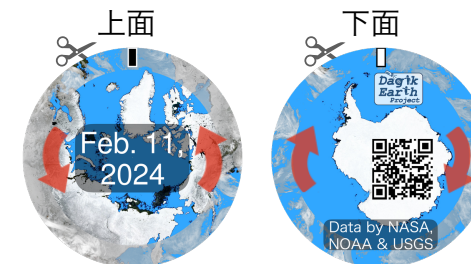 上面
下面
Feb. 11,
2024
Dagik
Earth
Project
Data by NASA,
NOAA & USGS